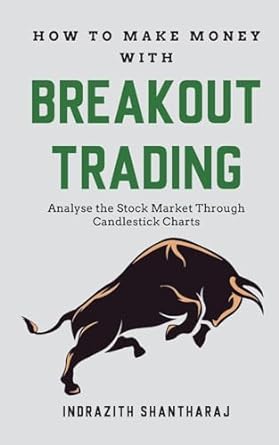 HOW TO MAKE MONEY
WITH
BREAKOUT
TRADING
Analyse the Stock Market Through
Candlestick Charts
INDRAZITH SHANTHARAJ